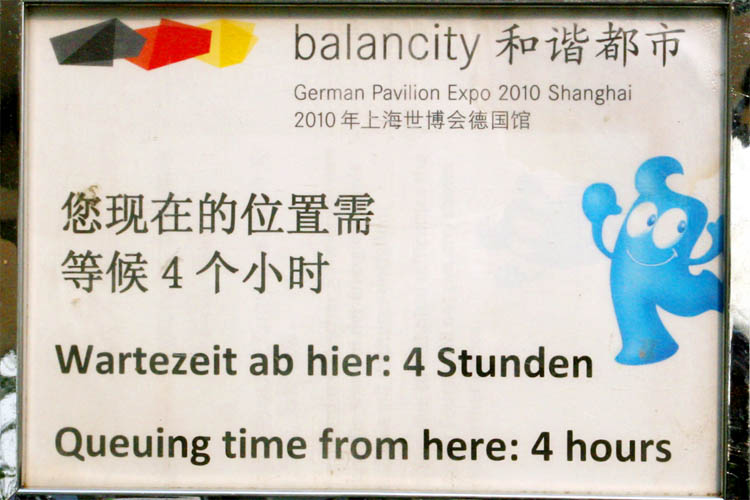 balancity 和谐都市
German Pavilion Expo 2010 Shanghai
2010年上海世博会德国馆
您现在的位置需
等候 4 个小时
Wartezeit ab hier: 4 Stunden
Queuing time from here: 4 hours